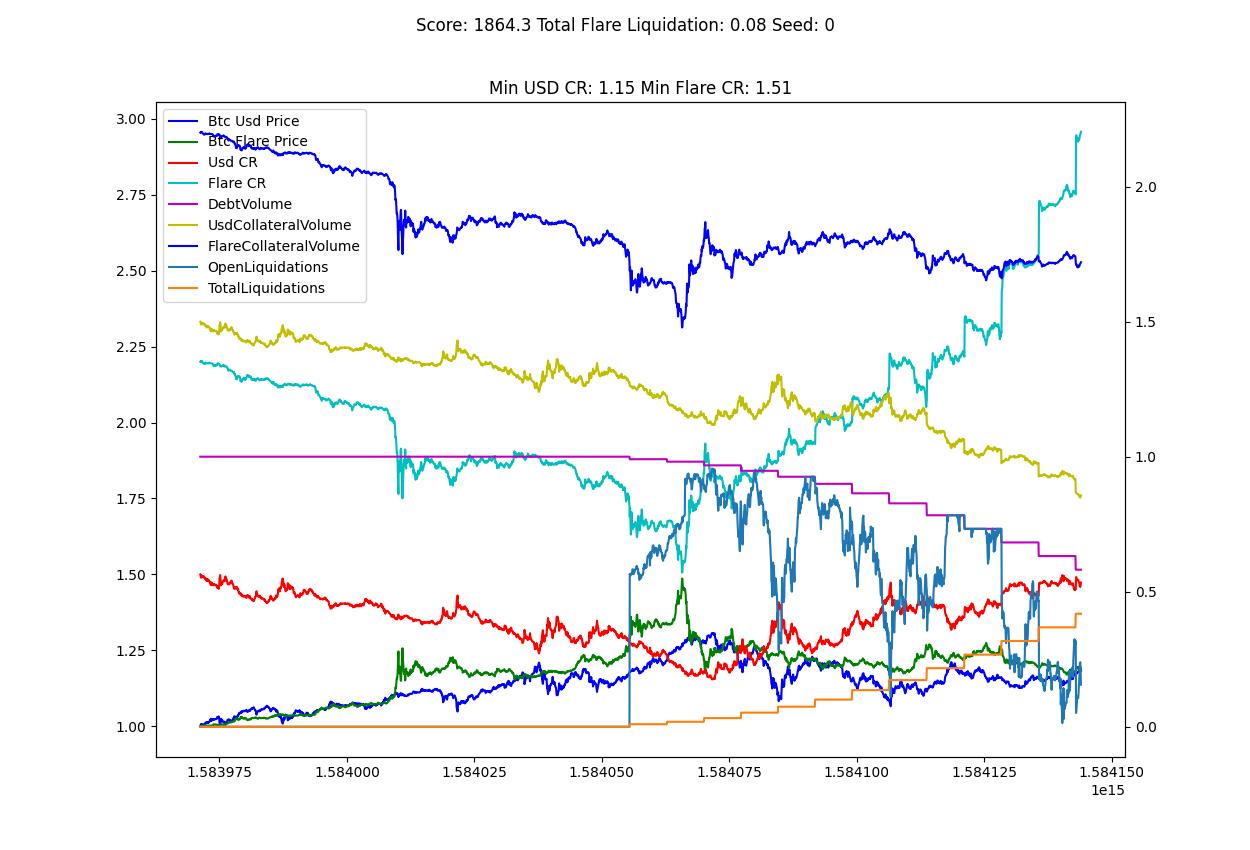 Score: 1864.3 Total Flare Liquidation: 0.08 Seed: 0
Min USD CR: 1.15 Min Flare CR: 1.51
Btc Usd Price
Btc Flare Price
Usd CR
Flare CR
DebtVolume
UsdCollateralVolume
FlareCollateralVolume
OpenLiquidations
TotalLiquidations
3.00
2.75
2.50
2.25
2.00
1.75
1.50
1.25
1.00
2.0
1.5
1.0
0.5
0.0
1.583975 1.584000 1.584025 1.584050 1.584075 1.584100 1.584125 1.584150
1e15